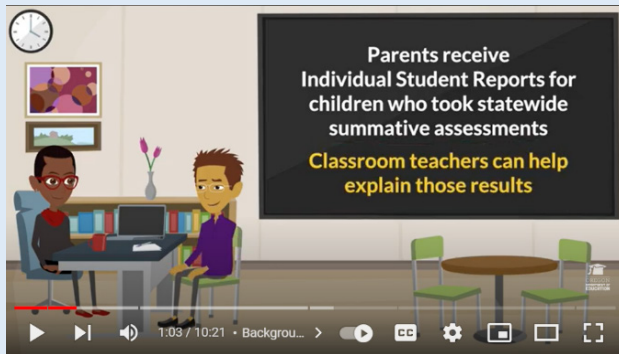 Parents receive
Individual Student Reports for
children who took statewide
summative assessments
Classroom teachers can help
explain those results
1:03 / 10:21 • Backgrou... >
CC